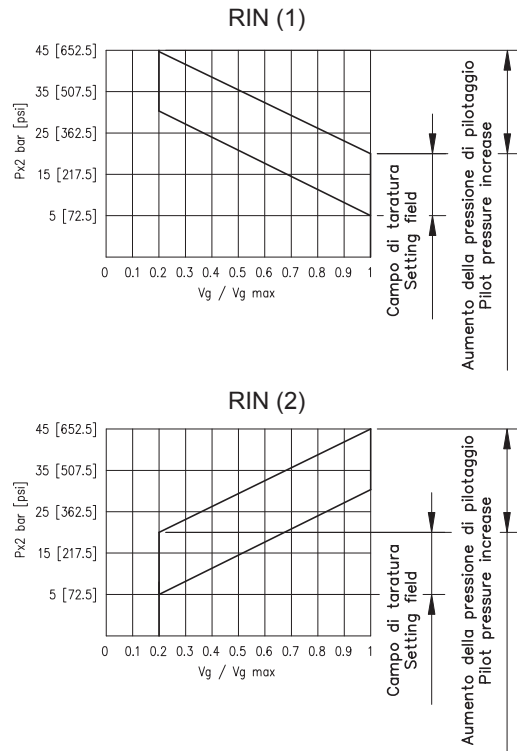 RIN (1)
45 [652.5]
35 [507.5]
25 [362.5]
15 [217.5]
5 [72.5]
Px2 bar [psi]
0 0.2 0.3 0.4 0.5 0.6 0.7 0.8 0.9 1
Vg / Vg max
Campo di taratura
Setting field
Aumento della pressione di pilotaggio
Pilot pressure increase
RIN (2)
45 [652.5]
35 [507.5]
25 [362.5]
15 [217.5]
5 [72.5]
Px2 bar [psi]
0 0.2 0.3 0.4 0.5 0.6 0.7 0.8 0.9 1
Vg / Vg max
Campo di taratura
Setting field
Aumento della pressione di pilotaggio
Pilot pressure increase